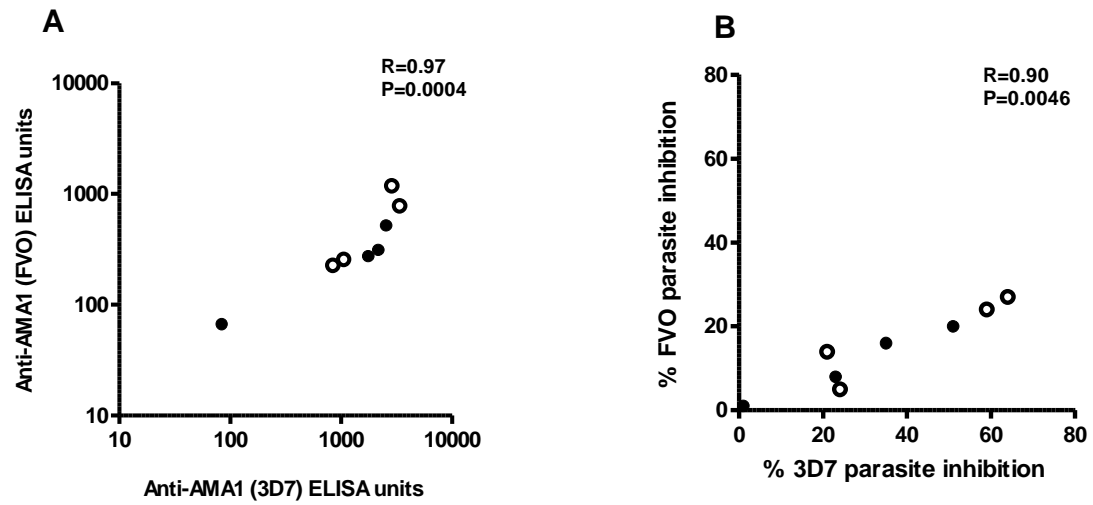 A
R=0.97
P=0.0004
10000
1000
100
10
10
100
1000
10000
Anti-AMA1 (FVO) ELISA units
Anti-AMA1 (3D7) ELISA units
B
R=0.90
P=0.0046
80
60
40
20
0
0
20
40
60
80
% FVO parasite inhibition
% 3D7 parasite inhibition